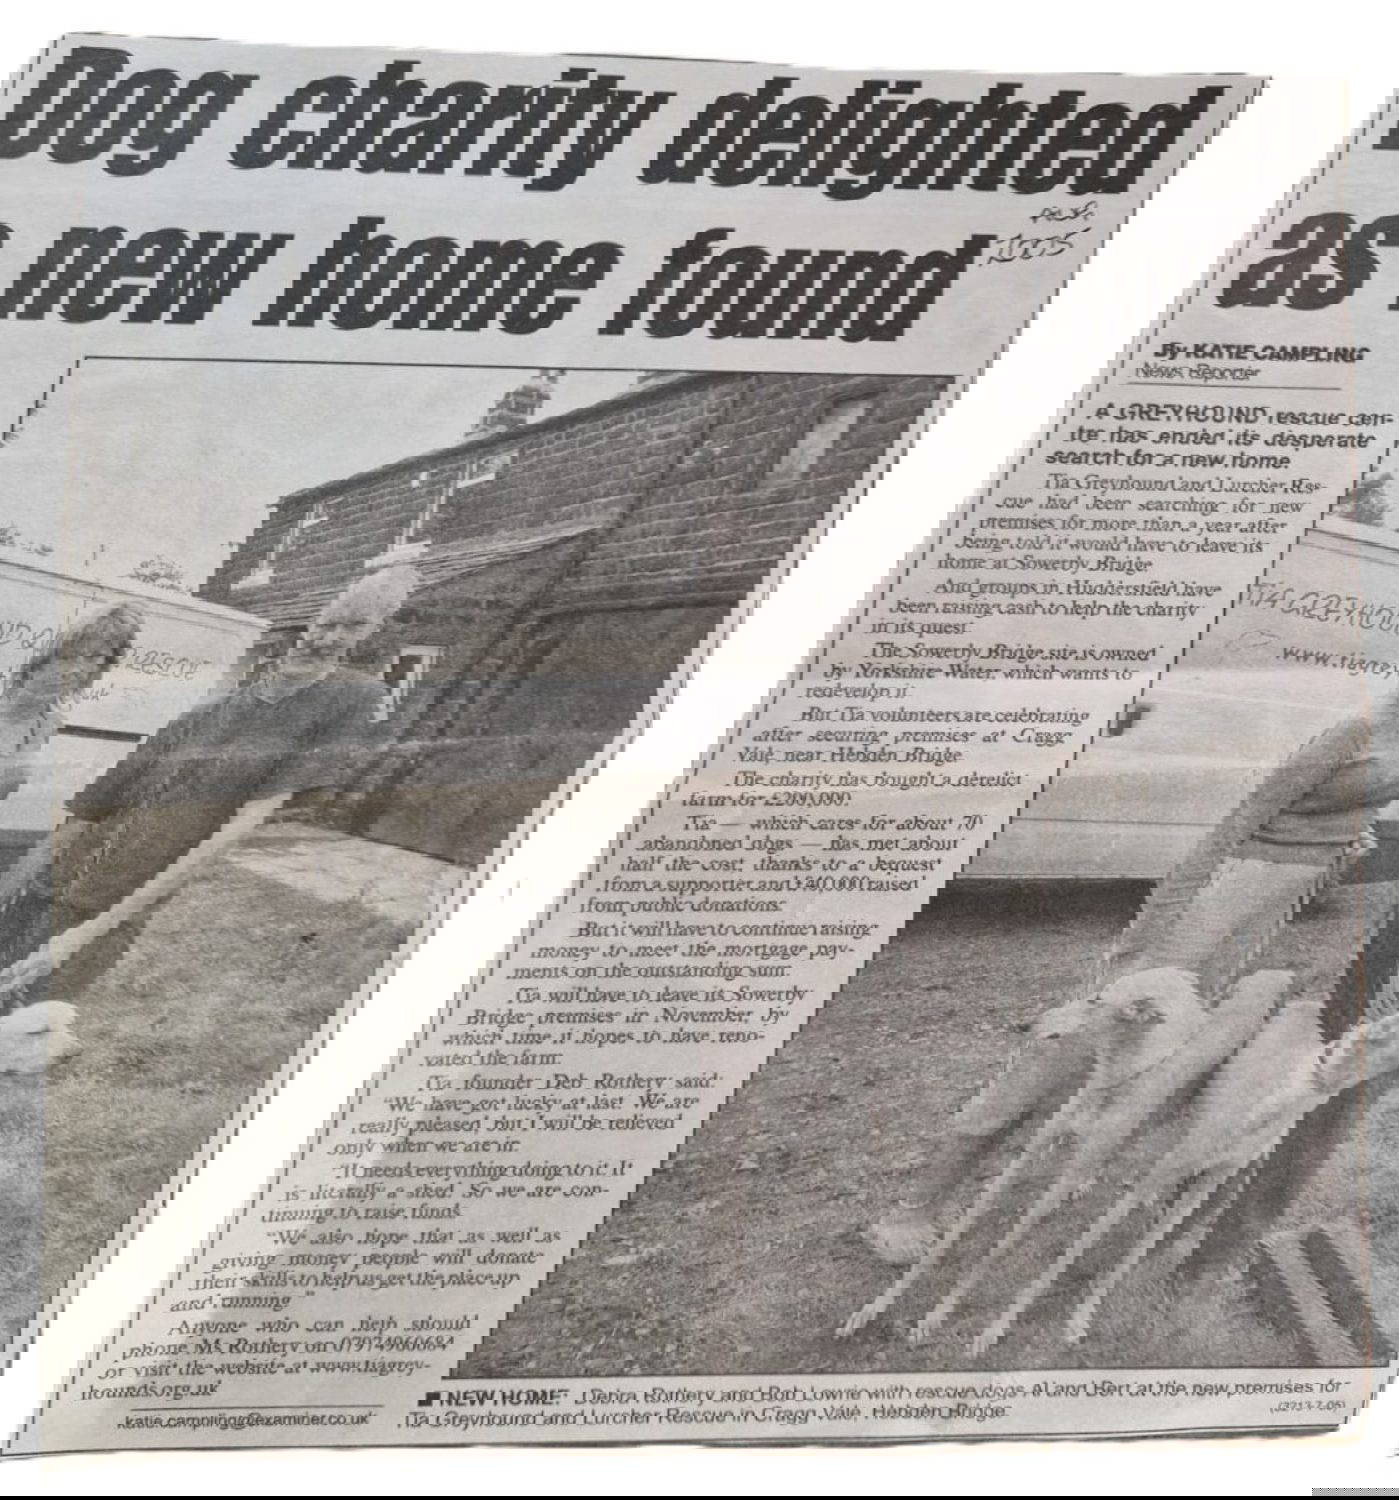 Dog charity delighted
as new home found
2005
By KATIE CAMPLING
News Reporter
A GREYHOUND rescue cen-
tre has ended its desperate
search for a new home.
Tia Greyhound and Lurcher Res-
cue had been searching for new
premises for more than a year after
being told it would have to leave its
home at Sowerby Bridge.
And groups in Huddersfield have
been raising cash to help the charity
in its quest.
The Sowerby Bridge site is owned
by Yorkshire Water, which wants to
redevelop it.
But Tia volunteers are celebrating
after securing premises at Cragg
Vale, near Hebden Bridge.
The charity has bought a derelict
farm for £200,000.
Tia — which cares for about 70
abandoned dogs — has met about
half the cost, thanks to a bequest
from a supporter and £40,000 raised
from public donations.
But it will have to continue raising
money to meet the mortgage pay-
ments on the outstanding sum.
Tia will have to leave its Sowerby
Bridge premises in November, by
which time it hopes to have reno-
vated the farm.
Tia founder Deb Rothery said:
“We have got lucky at last. We are
really pleased, but I will be relieved
only when we are in.
“It needs everything doing to it. It
is literally a shed. So we are con-
tinuing to raise funds.
“We also hope that as well as
giving money people will donate
their skills to help us get the place up
and running.”
Anyone who can help should
phone Ms Rothery on 07974960684
or visit the website at www.tiagrey-
hounds.org.uk
katie.campling@examiner.co.uk
RESCUE
TIA GREYHOUN
www.tiagrey
■ NEW HOME: Debra Rothery and Bob Lowrie with rescue dogs Al and Bert at the new premises for
Tia Greyhound and Lurcher Rescue in Cragg Vale, Hebden Bridge.
(3213-7-05)